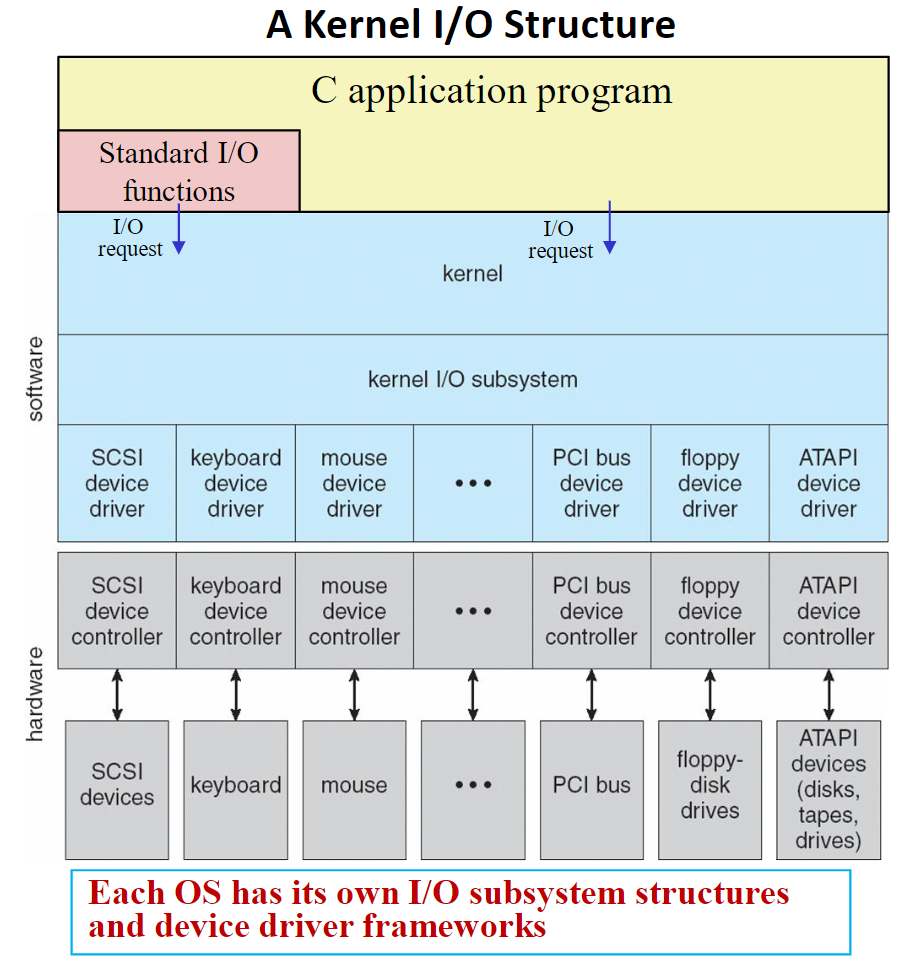 A Kernel I/O Structure
C application program
Standard I/O
functions
I/O
request
I/O
request
kernel
software
kernel I/O subsystem
SCSI
device
driver
keyboard
device
driver
mouse
device
driver
•••
PCI bus
device
driver
floppy
device
driver
ATAPI
device
driver
hardware
SCSI
device
controller
keyboard
device
controller
mouse
device
controller
•••
PCI bus
device
controller
floppy
device
controller
ATAPI
device
controller
SCSI
devices
keyboard
mouse
•••
PCI bus
floppy-
disk
drives
ATAPI
devices
(disks,
tapes,
drives)
Each OS has its own I/O subsystem structures
and device driver frameworks